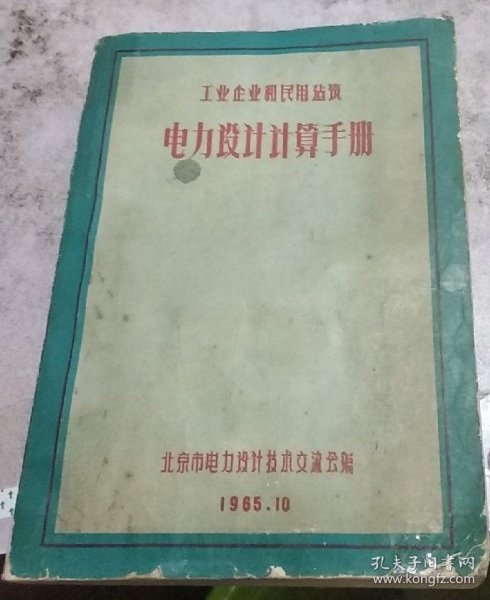 工业企业和民用建筑
电力设计计算手册
北京市电力设计技术交流会编
1965.10
孔夫子旧书网
www.kongfz.com